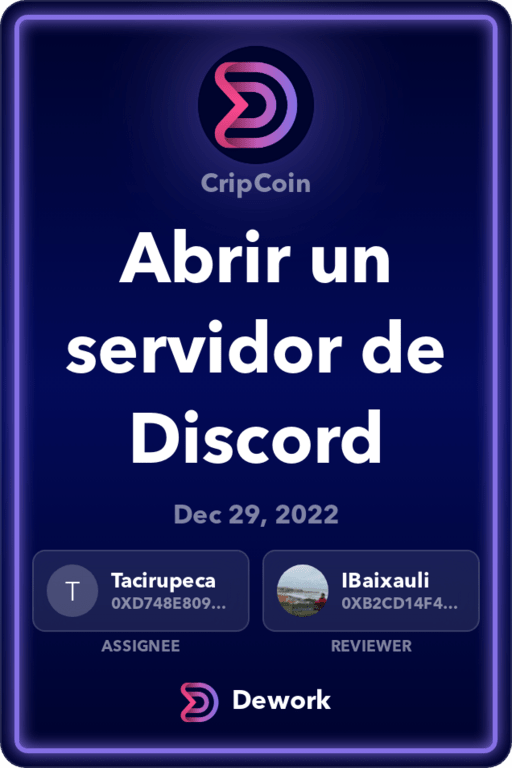 CripCoin
Abrir un
servidor de
Discord
Dec 29, 2022
T
Tacirupeca
0XD748E809...
ASSIGNEE
IBaixauli
0XB2CD14F4...
REVIEWER
Dework